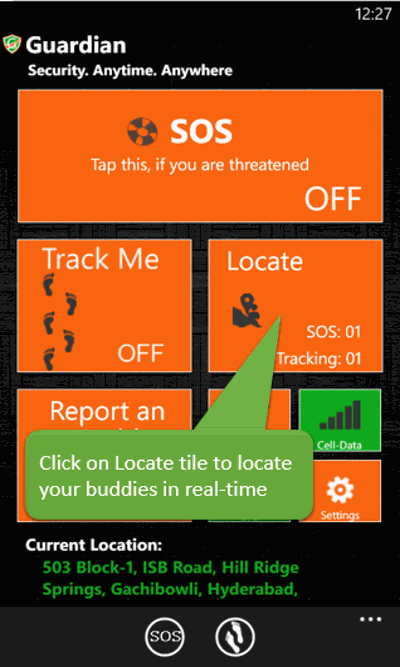 12:27
Guardian
Security. Anytime. Anywhere
SOS
Tap this, if you are threatened
OFF
Track Me
OFF
Locate
SOS: 01
Tracking: 01
Report an
Cell-Data
Click on Locate tile to locate
your buddies in real-time
Settings
Current Location:
503 Block-1, ISB Road, Hill Ridge
Springs, Gachibowli, Hyderabad,
SOS